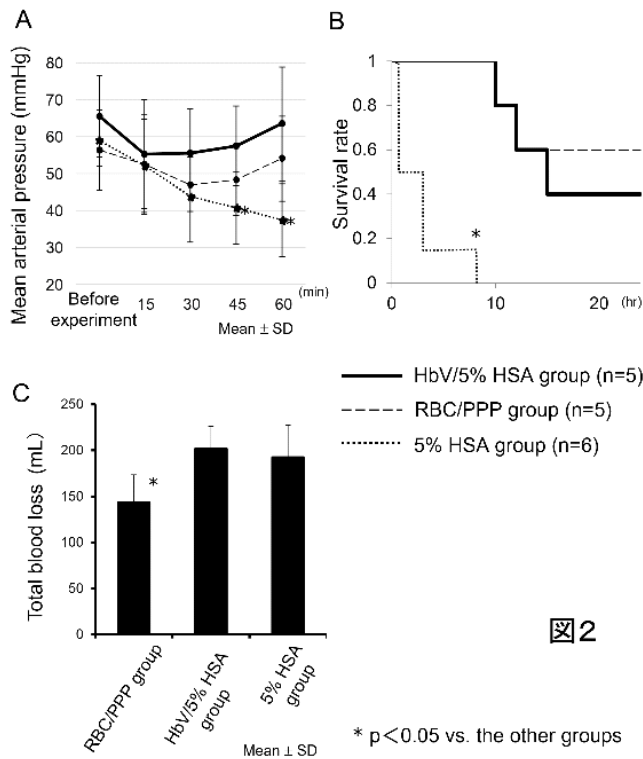 A
Mean arterial pressure (mmHg)
80
70
60
50
40
30
20
*
*
Before
experiment
15
30
45
60
(min)
Mean ± SD
B
Survival rate
1
0.8
0.6
0.4
0.2
0
*
0
10
20
(hr)
HbV/5% HSA group (n=5)
RBC/PPP group (n=5)
5% HSA group (n=6)
C
Total blood loss (mL)
250
200
150
100
50
0
*
RBC/PPP group
HbV/5% HSA
group
5% HSA
group
Mean ± SD
図2
* p<0.05 vs. the other groups